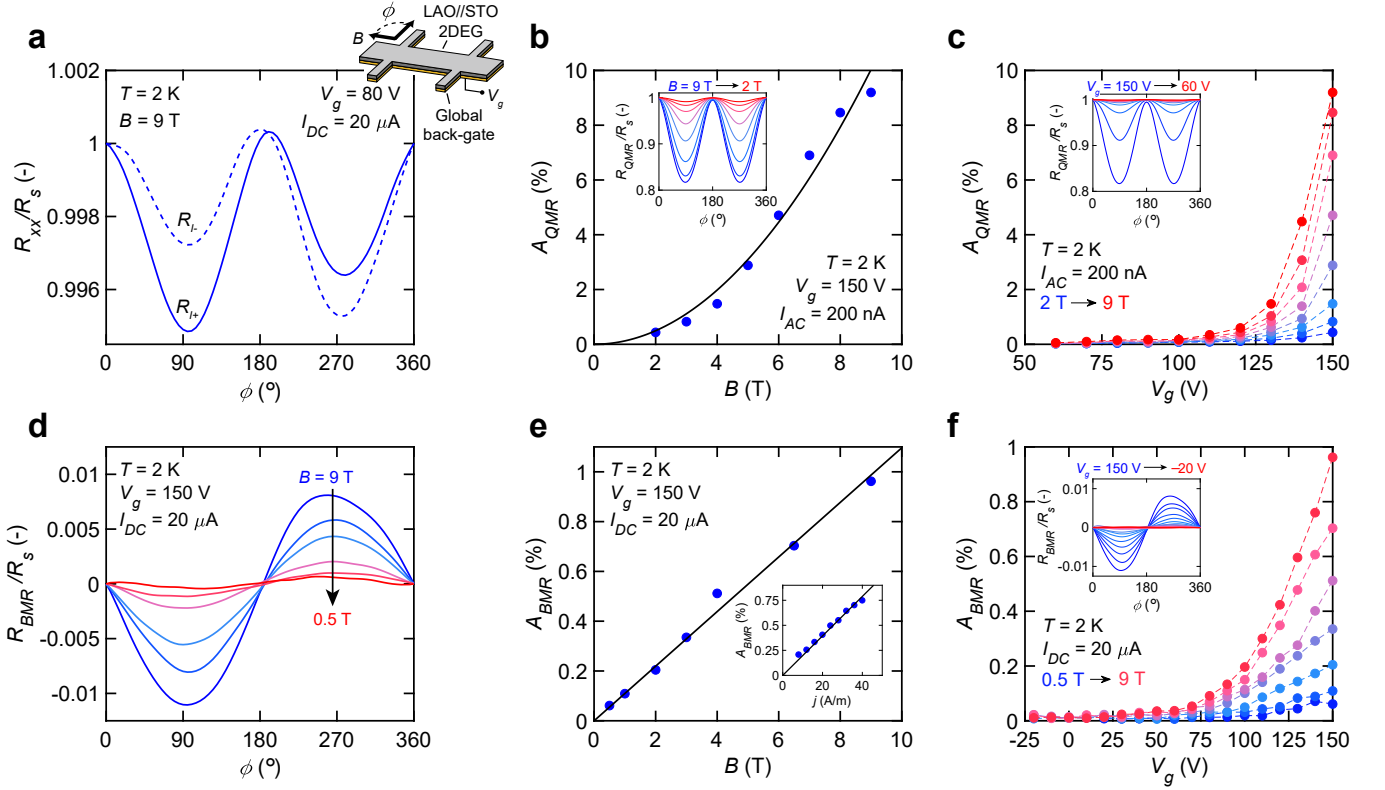 a
LAO//STO
2DEG
ϕ
B
V_g
Global
back-gate
1.002
1
0.998
0.996
R_xx/R_s (-)
T = 2 K
B = 9 T
V_g = 80 V
I_DC = 20 μA
R_I-
R_I+
0 90 180 270 360
ϕ (°)
b
10
8
6
4
2
0
A_QMR (%)
B = 9 T → 2 T
1
0.9
0.8
R_QMR/R_s (-)
0 180 360
ϕ (°)
T = 2 K
V_g = 150 V
I_AC = 200 nA
0 2 4 6 8 10
B (T)
c
10
8
6
4
2
0
A_QMR (%)
V_g = 150 V → 60 V
1
0.9
0.8
R_QMR/R_s (-)
0 180 360
ϕ (°)
T = 2 K
I_AC = 200 nA
2 T → 9 T
50 75 100 125 150
V_g (V)
d
0.01
0.005
0
-0.005
-0.01
R_BMR/R_s (-)
T = 2 K
V_g = 150 V
I_DC = 20 μA
B = 9 T
0.5 T
0 90 180 270 360
ϕ (°)
e
1
0.8
0.6
0.4
0.2
0
A_BMR (%)
T = 2 K
V_g = 150 V
I_DC = 20 μA
0.75
0.5
0.25
0
A_BMR (%)
0 20 40
j (A/m)
0 2 4 6 8 10
B (T)
f
1
0.8
0.6
0.4
0.2
0
A_BMR (%)
V_g = 150 V → −20 V
0.01
0
-0.01
R_BMR/R_s (-)
0 180 360
ϕ (°)
T = 2 K
I_DC = 20 μA
0.5 T → 9 T
-25 0 25 50 75 100 125 150
V_g (V)